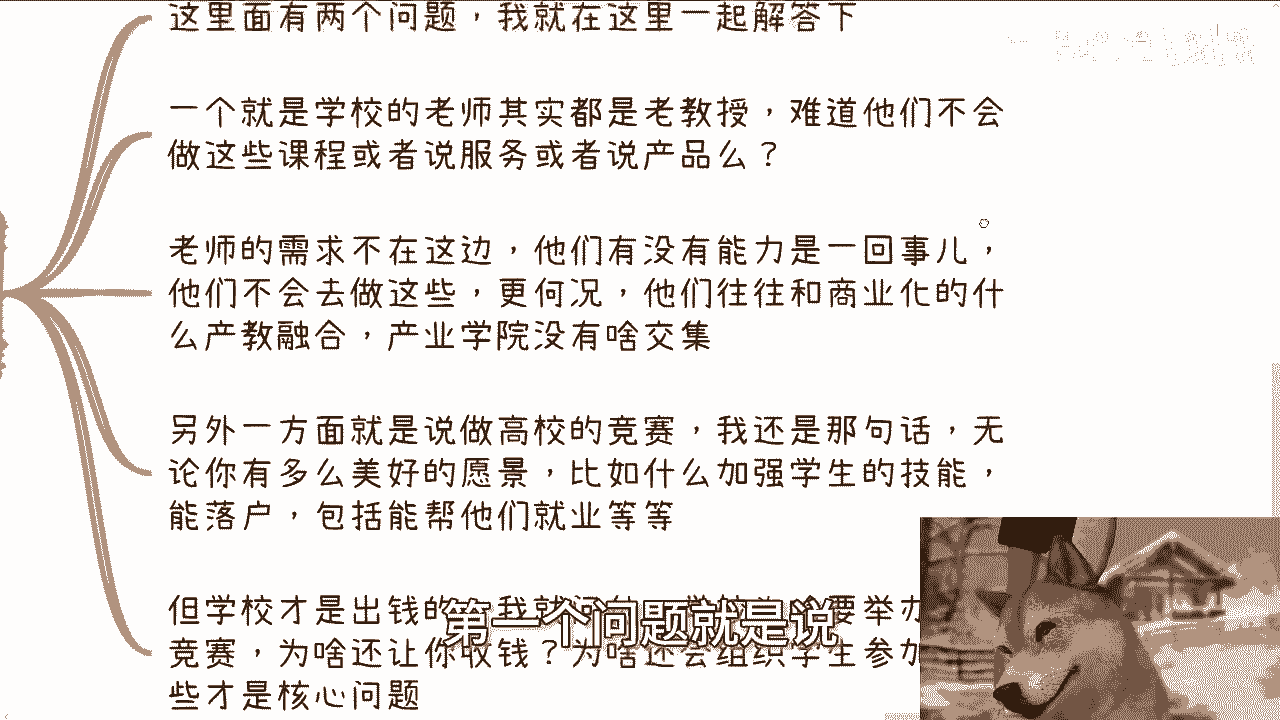 这里面有两个问题，我就在这里一起解答下
一个就是学校的老师其实都是老教授，难道他们不会
做这些课程或者说服务或者说产品么？
老师的需求不在这边，他们有没有能力是一回事儿，
他们不会去做这些，更何况，他们往往和商业化的什
么产教融合，产业学院没有啥交集
另外一方面就是说做高校的竞赛，我还是那句话，无
论你有多么美好的愿景，比如什么加强学生的技能，
能落户，包括能帮他们就业等等
但学校才是出钱的 我就 要举办
竞赛，为啥还让你收钱？为啥还会组织学生参加
些才是核心问题
第一个问题就是说